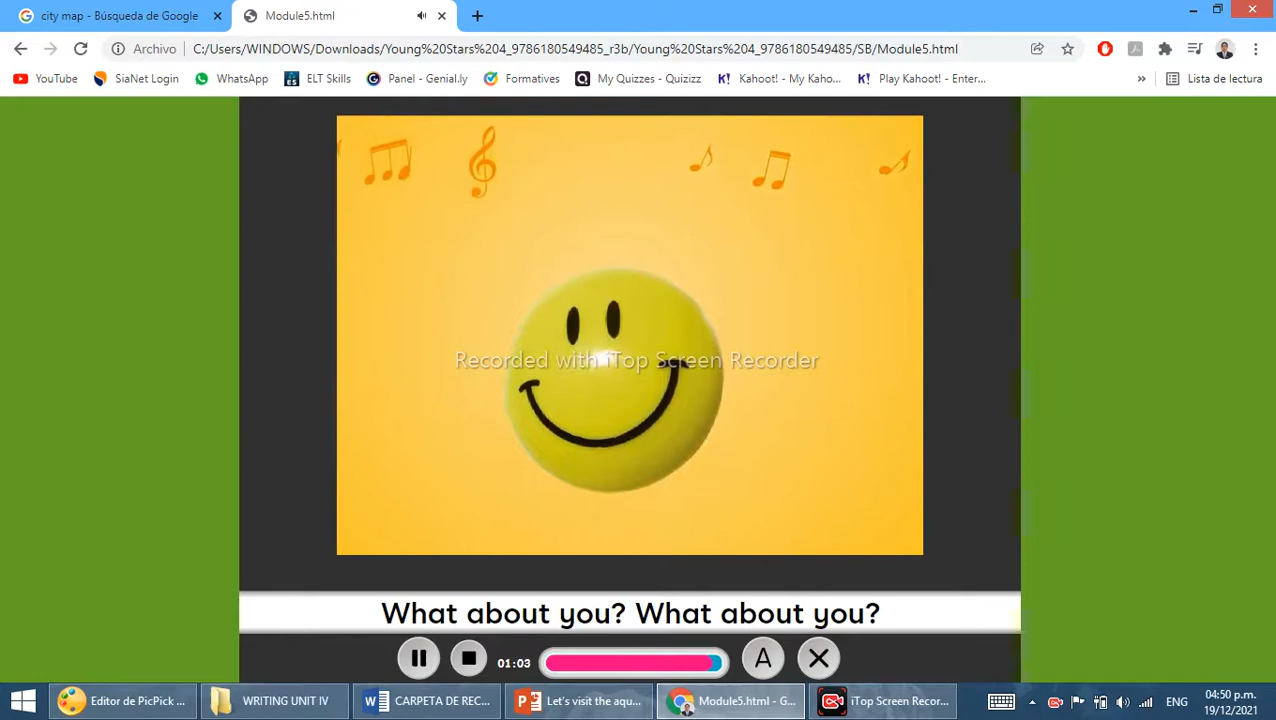 city map - Búsqueda de Google
Module5.html
Archivo
C:/Users/WINDOWS/Downloads/Young%20Stars%204_9786180549485_r3b/Young%20Stars%204_9786180549485/SB/Module5.html
YouTube
SiaNet Login
WhatsApp
ELT Skills
Panel - Genial.ly
Formatives
My Quizzes - Quizizz
Kahoot! - My Kaho...
Play Kahoot! - Enter...
»
Lista de lectura
Recorded with iTop Screen Recorder
What about you? What about you?
01:03
A
Editor de PicPick ...
WRITING UNIT IV
CARPETA DE REC...
Let's visit the aqu...
Module5.html - G...
iTop Screen Recor...
ENG
04:50 p.m.
19/12/2021